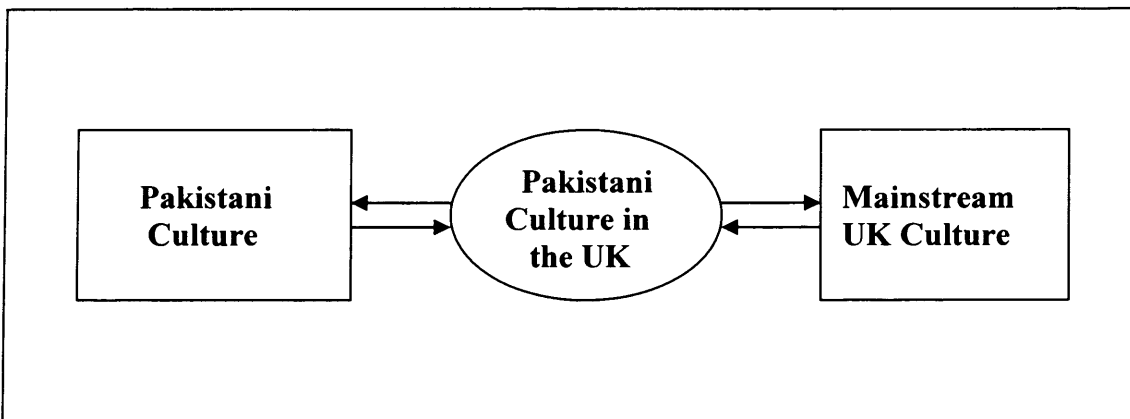 Pakistani
Culture
Pakistani
Culture in
the UK
Mainstream
UK Culture